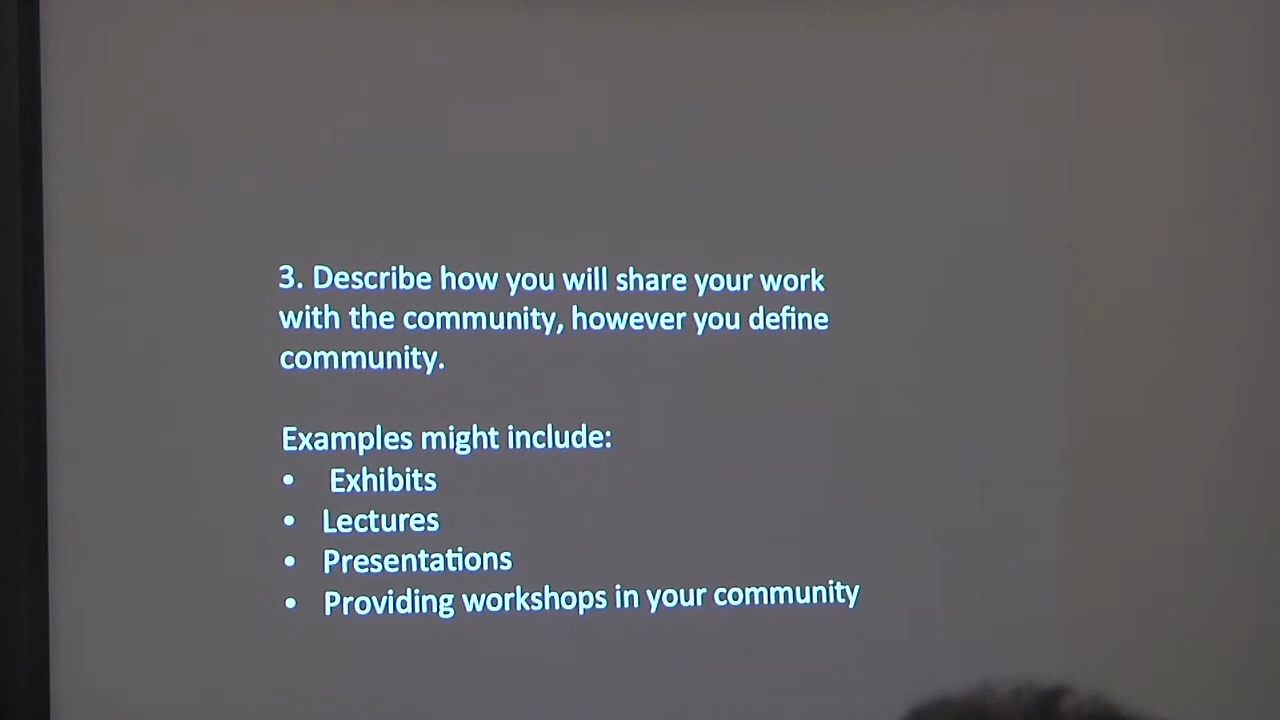 3. Describe how you will share your work
with the community, however you define
community.
Examples might include:
• Exhibits
• Lectures
• Presentations
• Providing workshops in your community